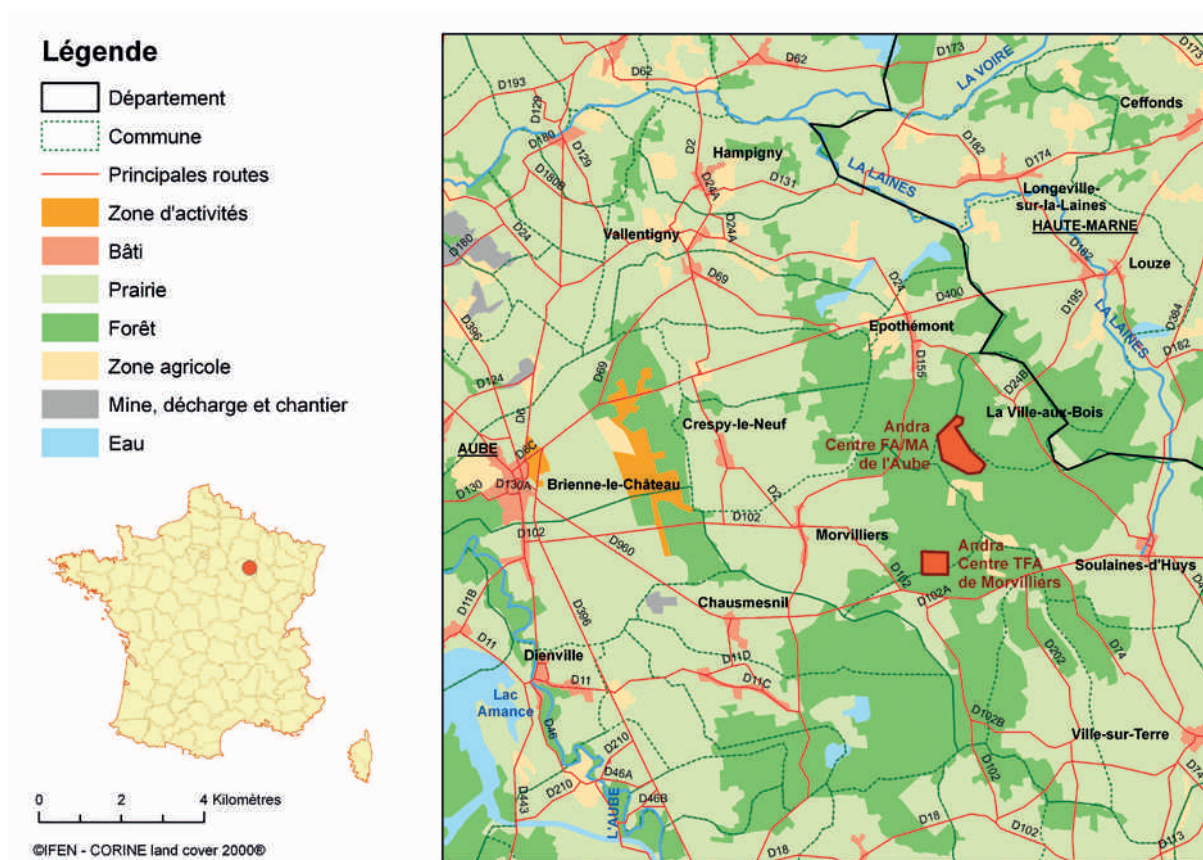 Légende
Département
Commune
Principales routes
Zone d'activités
Bâti
Prairie
Forêt
Zone agricole
Mine, décharge et chantier
Eau
0 2 4 Kilomètres
©IFEN - CORINE land cover 2000®
D173
D62
D62
D193
D129
LA VOIRE
D173
Ceffonds
D180
D129
D2
Hampigny
D182
D174
D180B
D24A
D131
LA LAINES
Longeville-
sur-la-Laines
HAUTE-MARNE
D180
D24
Vallentigny
D24A
D182
Louze
D69
D24
D400
D195
D396
Epothémont
LA LAINES
D384
D182
D124
D69
D155
D24B
D6
Crespy-le-Neuf
La Ville-aux-Bois
Andra
Centre FA/MA
de l'Aube
AUBE
D6C
D130
D130A
Brienne-le-Château
D2
D102
D102
D960
Morvilliers
Andra
Centre TFA
de Morvilliers
Soulaines-d'Huys
D162
D102A
D11B
D396
Chausmesnil
D11
Dienville
D11D
D202
D74
D11
D11C
Lac
Amance
D46
D102B
Ville-sur-Terre
D210
D46A
D102
D210
D443
L'AUBE
D46B
D18
D102
D18
D113